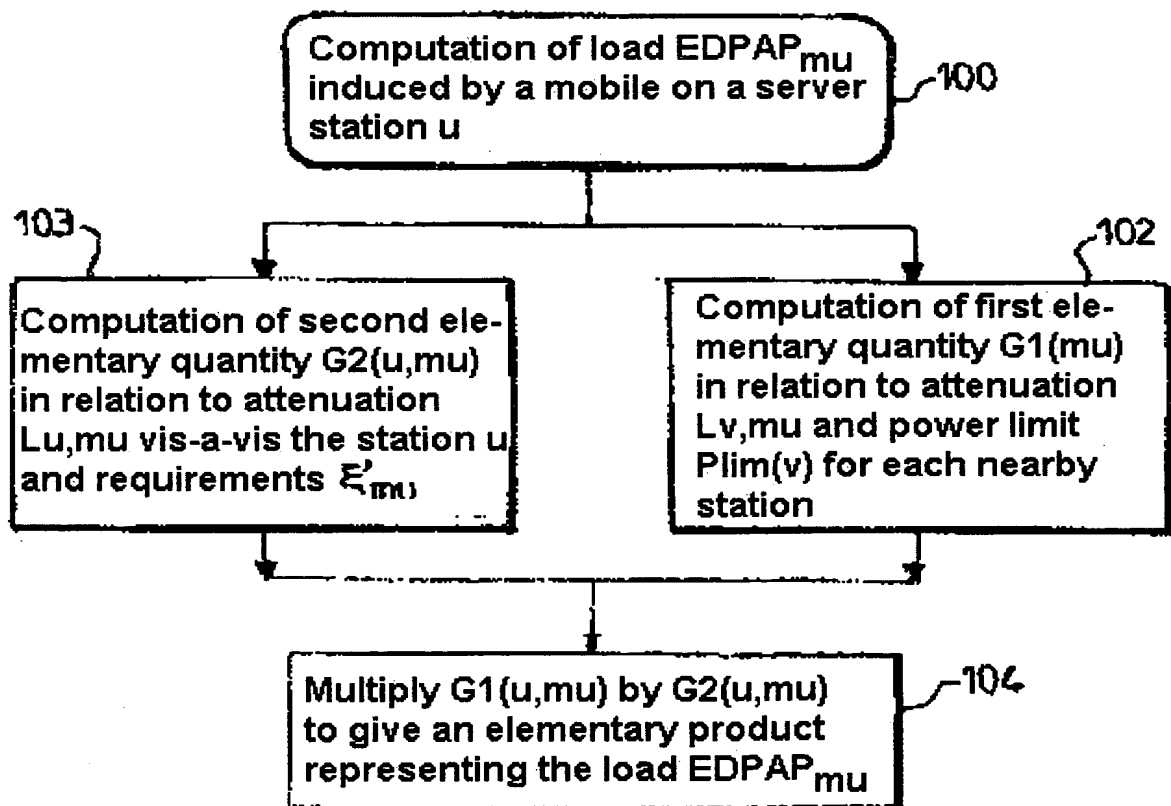 Computation of load EDPAPmu
induced by a mobile on a server
station u
100
103
Computation of second ele-
mentary quantity G2(u,mu)
in relation to attenuation
Lu,mu vis-a-vis the station u
and requirements ξ'mu
102
Computation of first ele-
mentary quantity G1(mu)
in relation to attenuation
Lv,mu and power limit
Plim(v) for each nearby
station
Multiply G1(u,mu) by G2(u,mu)
to give an elementary product
representing the load EDPAPmu
104